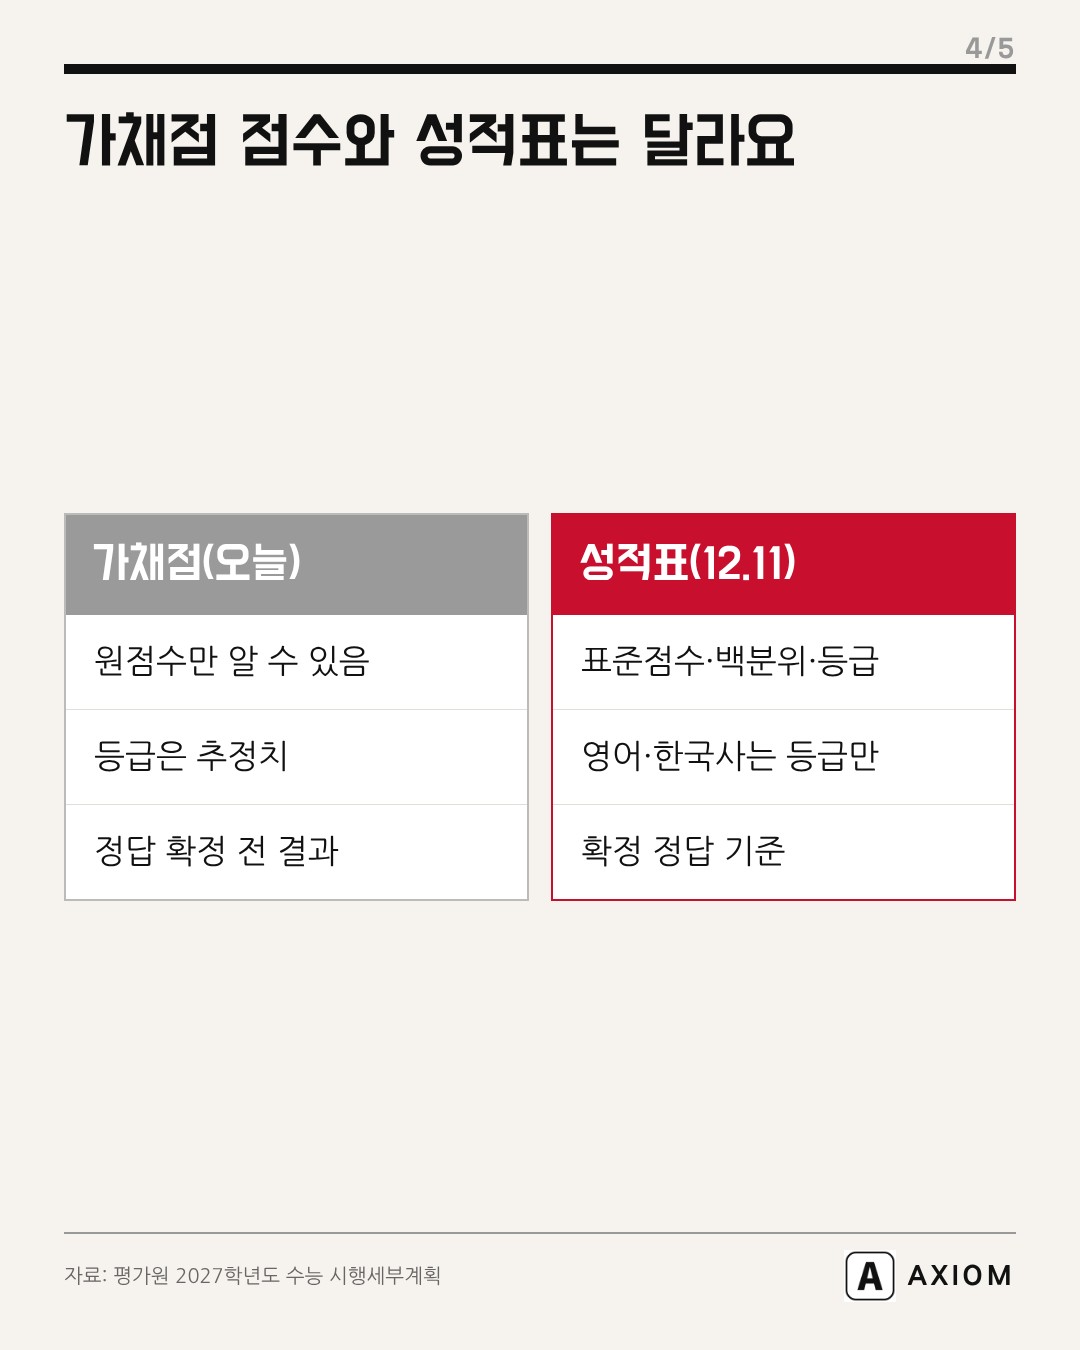 4/5
가채점 점수와 성적표는 달라요
가채점(오늘)
원점수만 알 수 있음
등급은 추정치
정답 확정 전 결과
성적표(12.11)
표준점수·백분위·등급
영어·한국사는 등급만
확정 정답 기준
자료: 평가원 2027학년도 수능 시행세부계획
A AXIOM